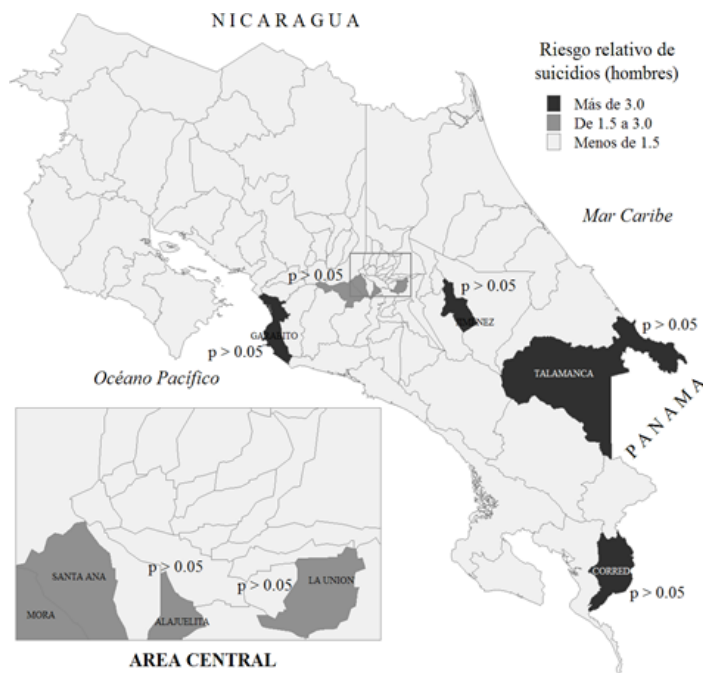 NICARAGUA
Riesgo relativo de
suicidios (hombres)
Más de 3.0
De 1.5 a 3.0
Menos de 1.5
Mar Caribe
p > 0.05
p > 0.05
p > 0.05
GARABITO
p > 0.05
Océano Pacífico
TALAMANCA
PANAMA
CORRED
p > 0.05
p > 0.05
p > 0.05
SANTA ANA
LA UNION
MORA
ALAJUELITA
AREA CENTRAL